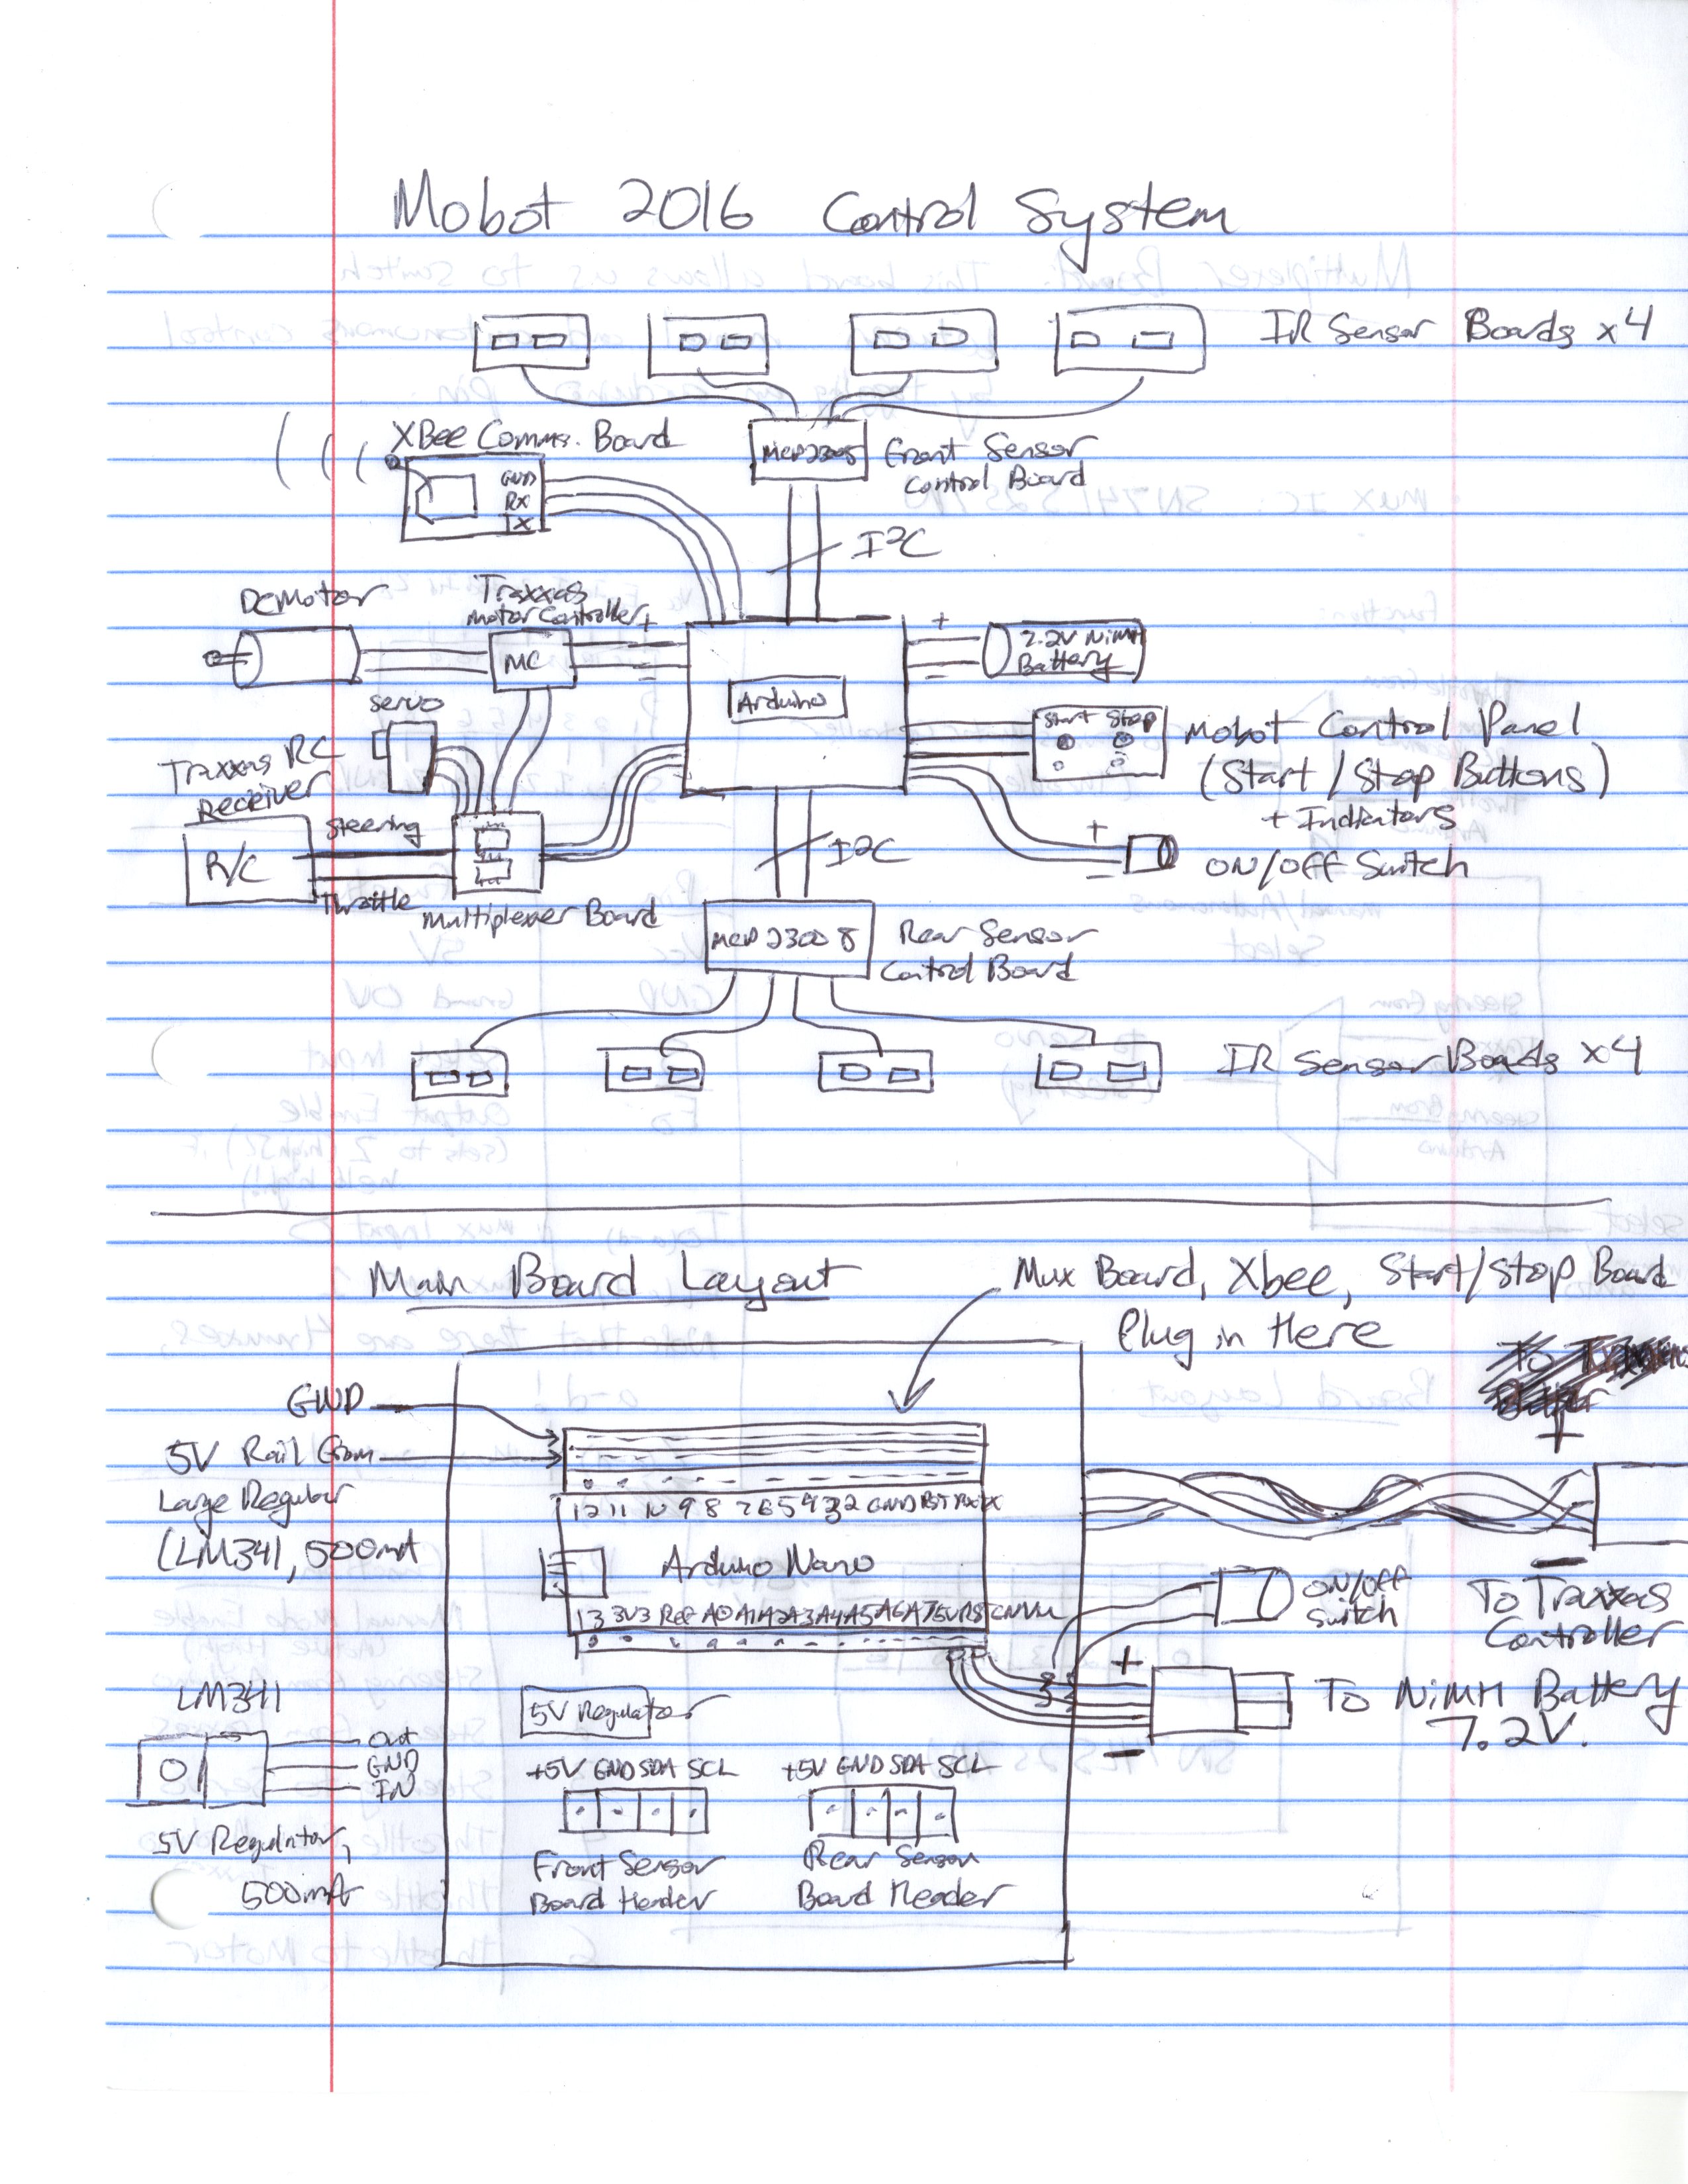 Mobot 2016 Control System
IR Sensor Boards x4
XBee Comms. Board
GND
Rx
TX
MCP23008
Front Sensor
Control Board
I²C
DC Motor
Traxxas
Motor Controller
+
-
MC
Arduino
+
-
7.2V NiMH
Battery
Start Stop
Mobot Control Panel
(Start/Stop Buttons)
+ Indicators
servo
Traxxas RC
Receiver
R/C
Steering
Throttle
Multiplexer Board
I²C
+
-
ON/OFF Switch
MCP23008
Rear Sensor
Control Board
IR Sensor Boards x4
Main Board Layout
Mux Board, Xbee, Start/Stop Board
Plug in Here
GND
5V Rail From
Large Regular
(LM341, 500mA
12 11 10 9 8 7 6 5 4 3 2 GND RST RX TX
Arduino Nano
13 3V3 Ref A0 A1 A2 A3 A4 A5 A6 A7 5V RST GND Vin
+
-
To Traxxas
Controller
ON/OFF
Switch
+
-
To NiMH Battery
7.2V.
LM341
Out
GND
IN
5V Regulator,
500mA
5V Regulator
+5V GND SDA SCL
Front Sensor
Board Header
+5V GND SDA SCL
Rear Sensor
Board Header